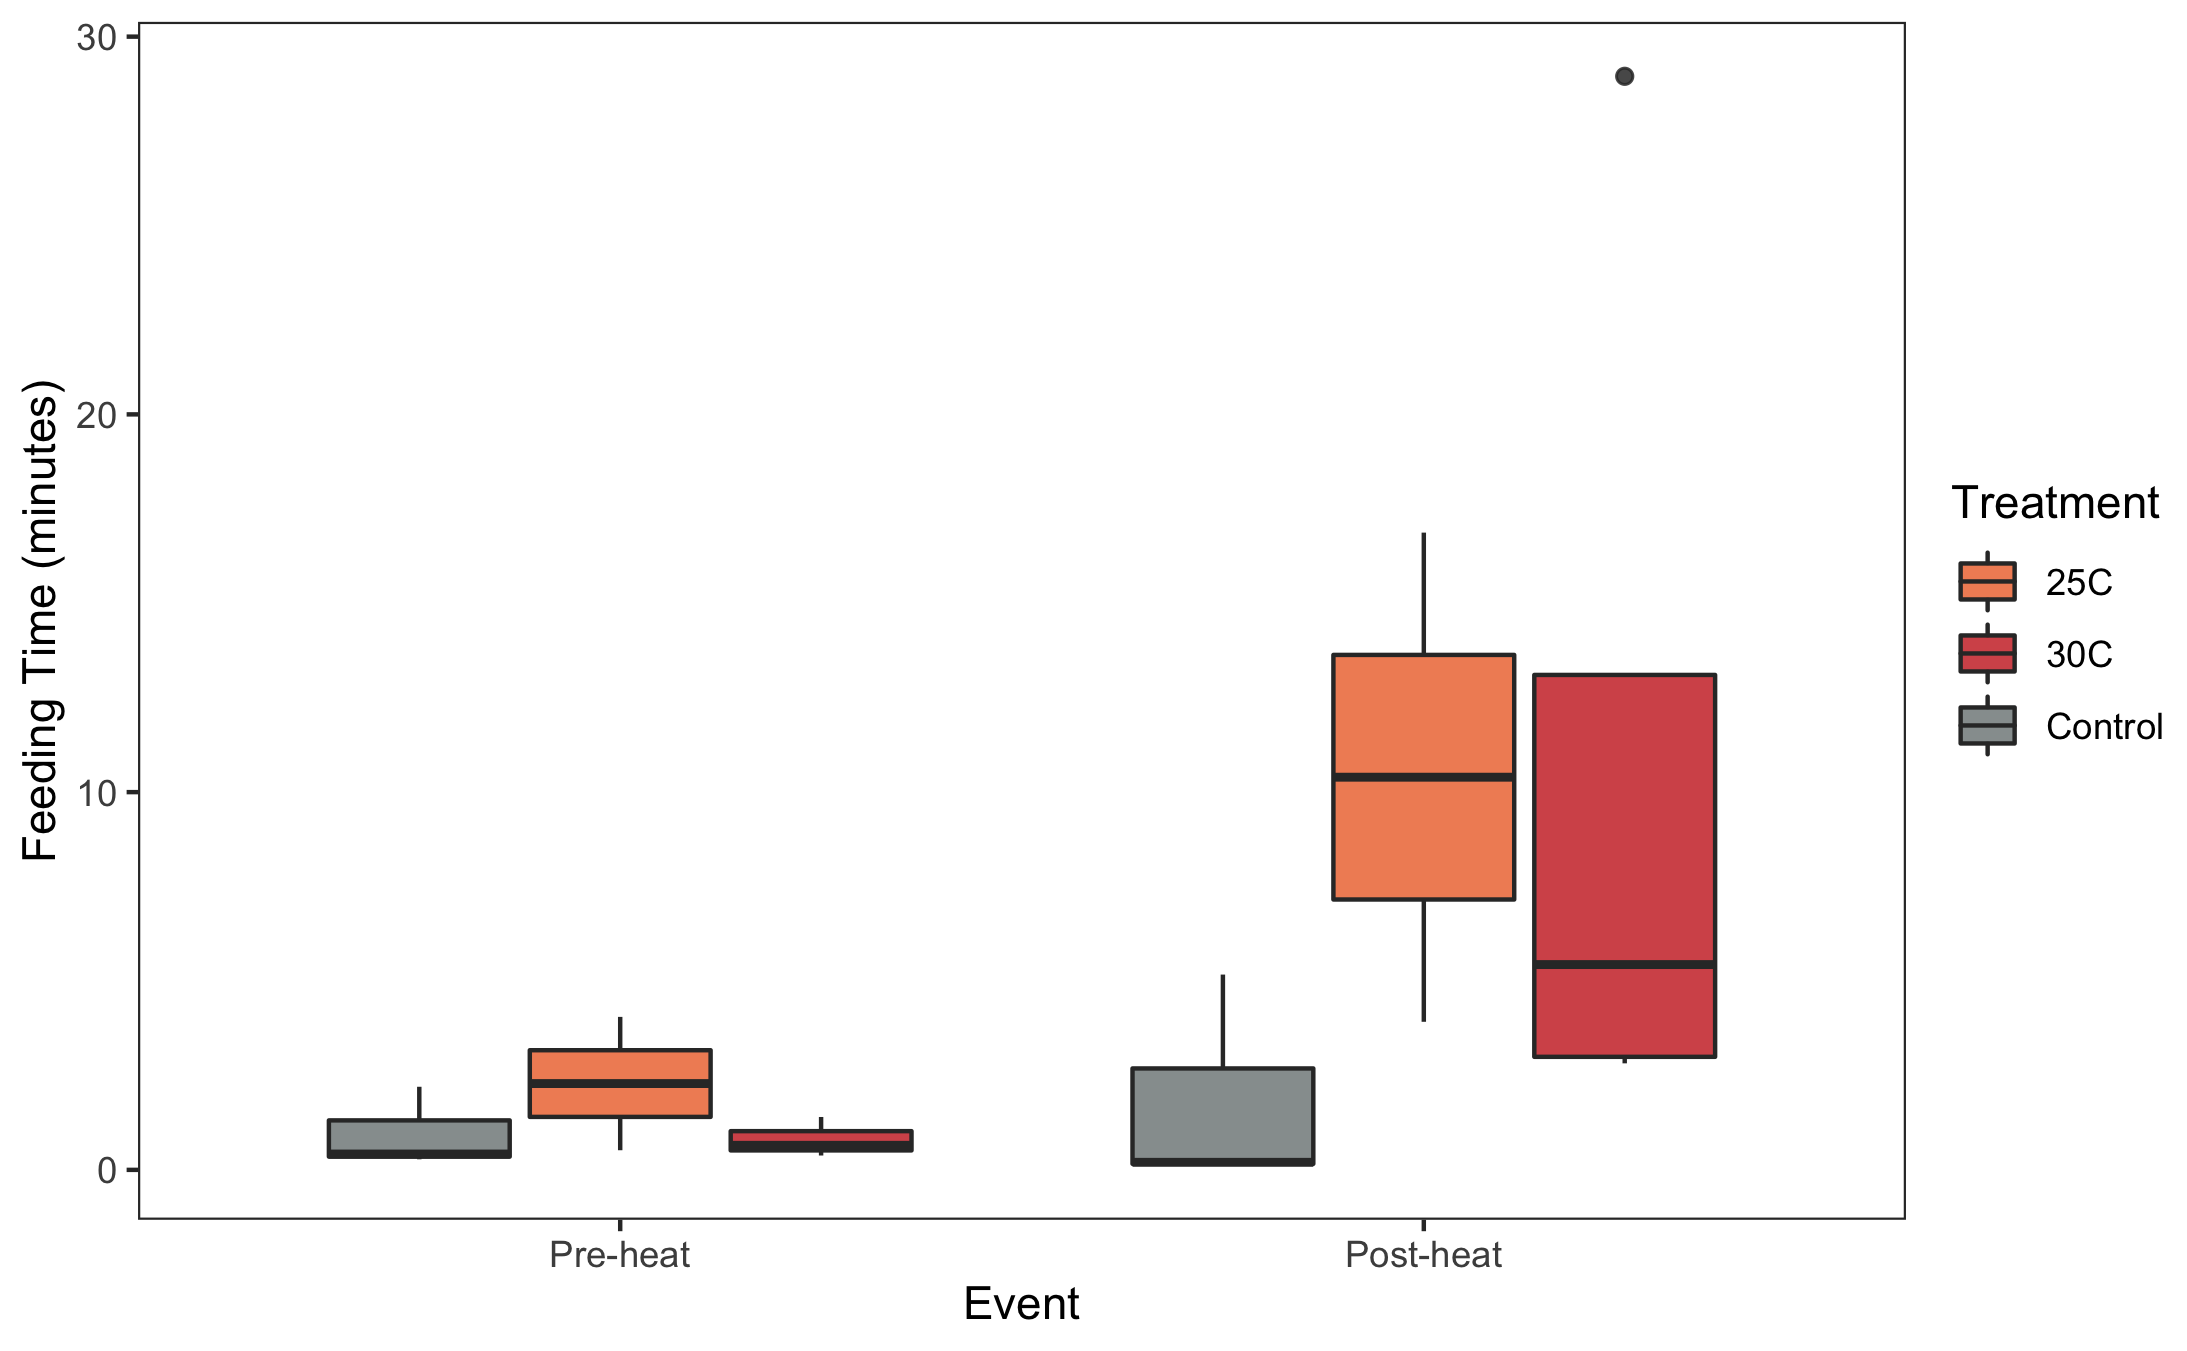 30
20
10
0
Feeding Time (minutes)
Pre-heat
Post-heat
Event
Treatment
25C
30C
Control